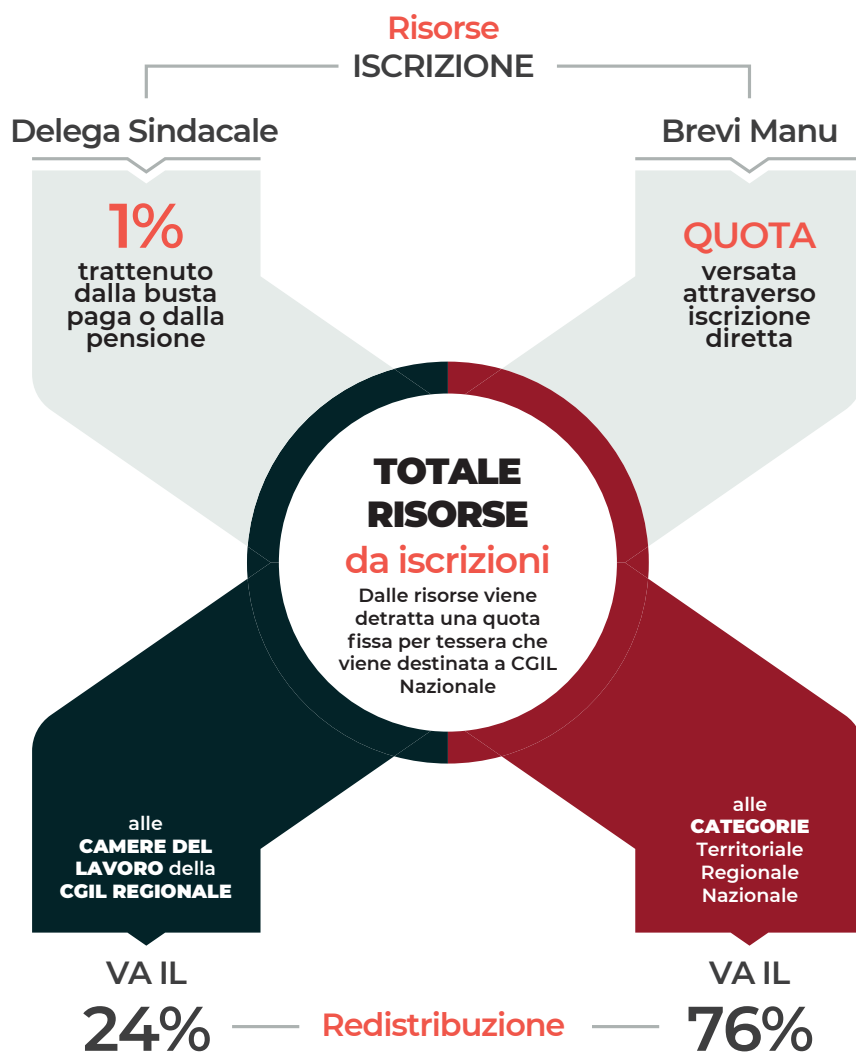 Risorse
ISCRIZIONE
Delega Sindacale
1%
trattenuto
dalla busta
paga o dalla
pensione
Brevi Manu
QUOTA
versata
attraverso
iscrizione
diretta
TOTALE
RISORSE
da iscrizioni
Dalle risorse viene
detratta una quota
fissa per tessera che
viene destinata a CGIL
Nazionale
alle
CAMERE DEL
LAVORO della
CGIL REGIONALE
VA IL
24%
alle
CATEGORIE
Territoriale
Regionale
Nazionale
VA IL
76%
Redistribuzione